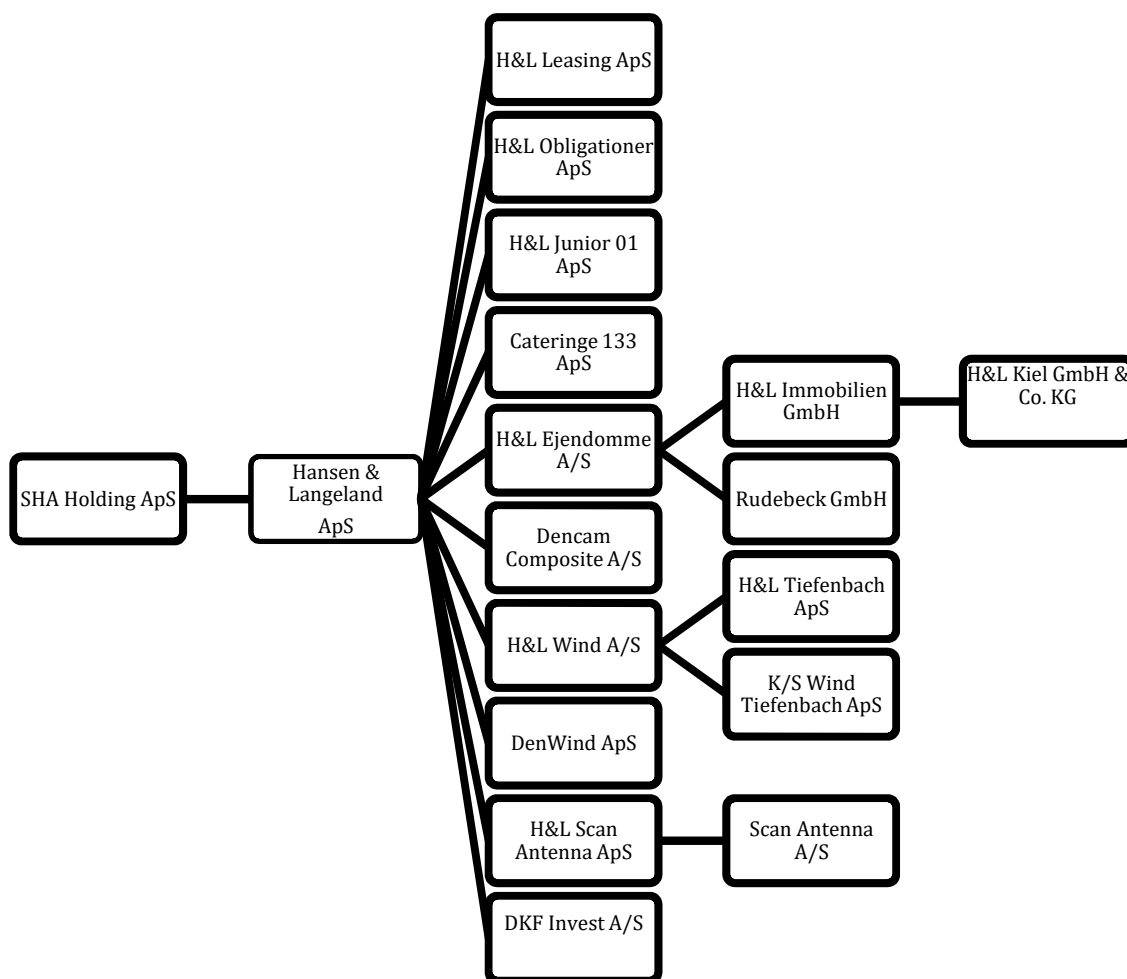 SHA Holding ApS
Hansen &
Langeland
ApS
H&L Leasing ApS
H&L Obligationer
ApS
H&L Junior 01
ApS
Cateringe 133
ApS
H&L Ejendomme
A/S
H&L Immobilien
GmbH
H&L Kiel GmbH &
Co. KG
Rudebeck GmbH
Dencam
Composite A/S
H&L Wind A/S
H&L Tiefenbach
ApS
K/S Wind
Tiefenbach ApS
DenWind ApS
H&L Scan
Antenna ApS
Scan Antenna
A/S
DKF Invest A/S